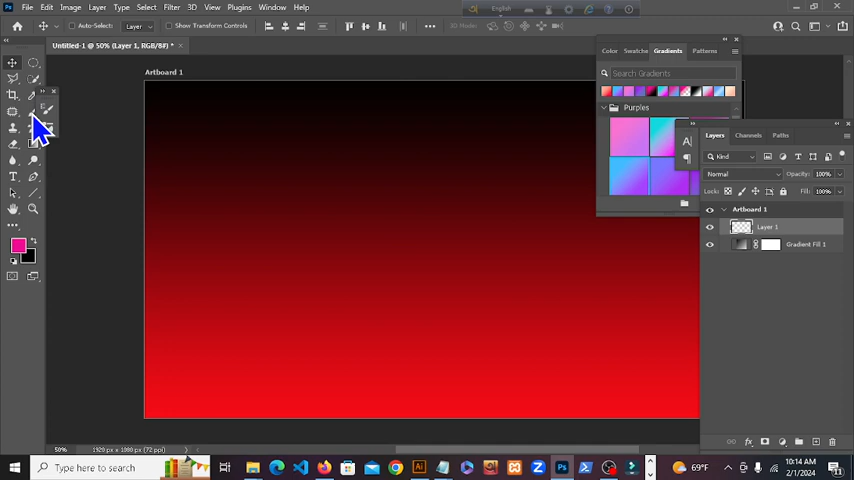 Ps File Edit Image Layer Type Select Filter 3D View Plugins Window Help
English
Auto-Select: Layer Show Transform Controls 3D Mode:
Untitled-1 @ 50% (Layer 1, RGB/8#) *
Color Swatches Gradients Patterns
Artboard 1
Search Gradients
Purples
Layers Channels Paths
Kind
Normal Opacity: 100%
Lock: Fill: 100%
Artboard 1
Layer 1
Gradient Fill 1
50% 1920 px x 1080 px (72 ppi)
Type here to search
69°F
10:14 AM
2/1/2024